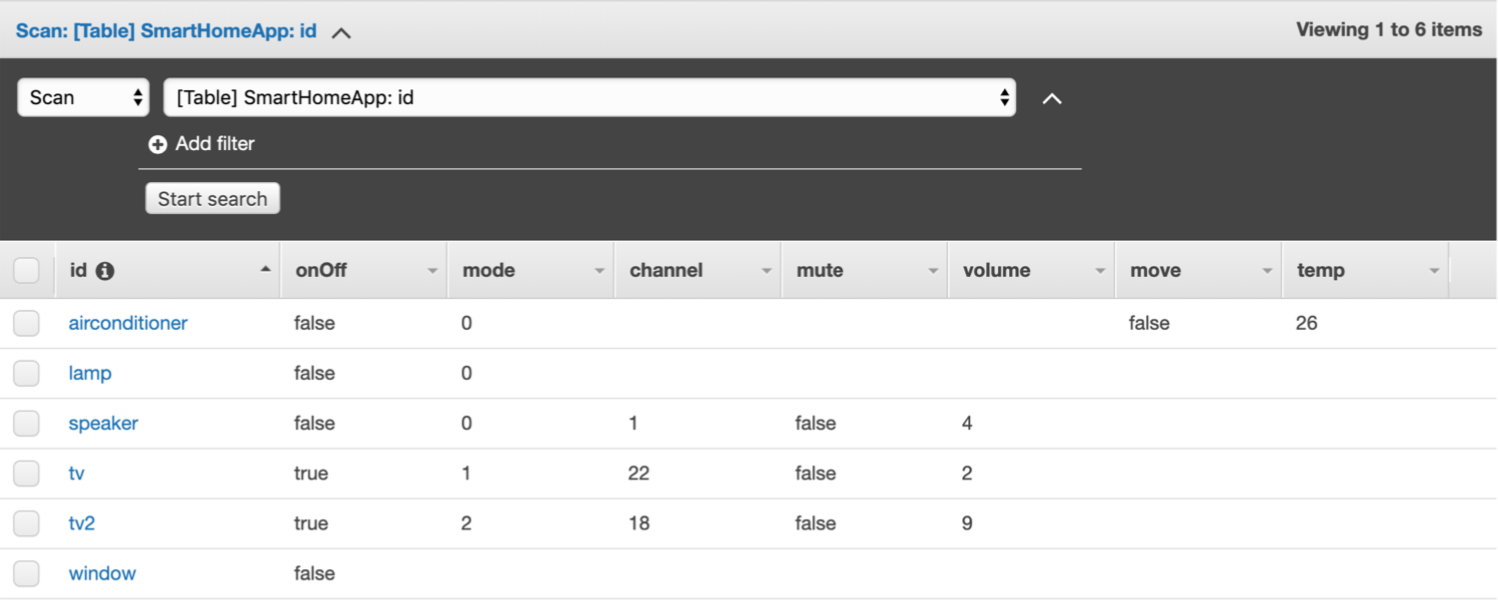 Scan: [Table] SmartHomeApp: id Viewing 1 to 6 items
Scan [Table] SmartHomeApp: id
Add filter
Start search
id onOff mode channel mute volume move temp
airconditioner false 0 false 26
lamp false 0
speaker false 0 1 false 4
tv true 1 22 false 2
tv2 true 2 18 false 9
window false